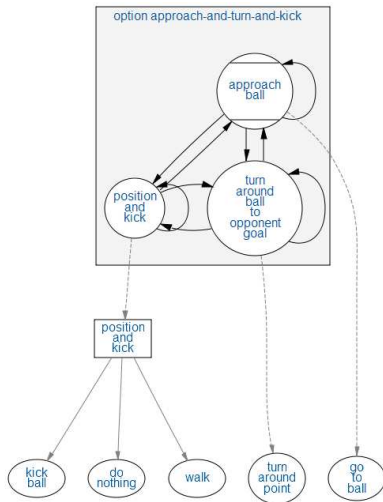 option approach-and-turn-and-kick
approach
ball
position
and
kick
turn
around
ball
to
opponent
goal
position
and
kick
kick
ball
do
nothing
walk
turn
around
point
go
to
ball